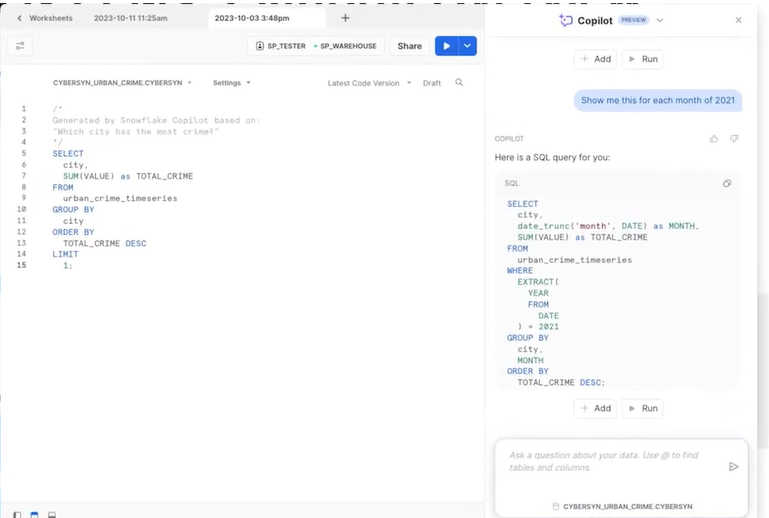 Worksheets
2023-10-11 11:25am
2023-10-03 3:48pm
SP_TESTER
SP_WAREHOUSE
Share
CYBERSYN_URBAN_CRIME.CYBERSYN
Settings
Latest Code Version
Draft
1 /*
2 Generated by Snowflake Copilot based on:
3 "Which city has the most crime?"
4 */
5 SELECT
6 city,
7 SUM(VALUE) as TOTAL_CRIME
8 FROM
9 urban_crime_timeseries
10 GROUP BY
11 city
12 ORDER BY
13 TOTAL_CRIME DESC
14 LIMIT
15 1;
Copilot PREVIEW
+ Add
Run
Show me this for each month of 2021
COPILOT
Here is a SQL query for you:
SQL
SELECT
city,
date_trunc('month', DATE) as MONTH,
SUM(VALUE) as TOTAL_CRIME
FROM
urban_crime_timeseries
WHERE
EXTRACT(
YEAR
FROM
DATE
) = 2021
GROUP BY
city,
MONTH
ORDER BY
TOTAL_CRIME DESC;
+ Add
Run
Ask a question about your data. Use @ to find
tables and columns.
CYBERSYN_URBAN_CRIME.CYBERSYN